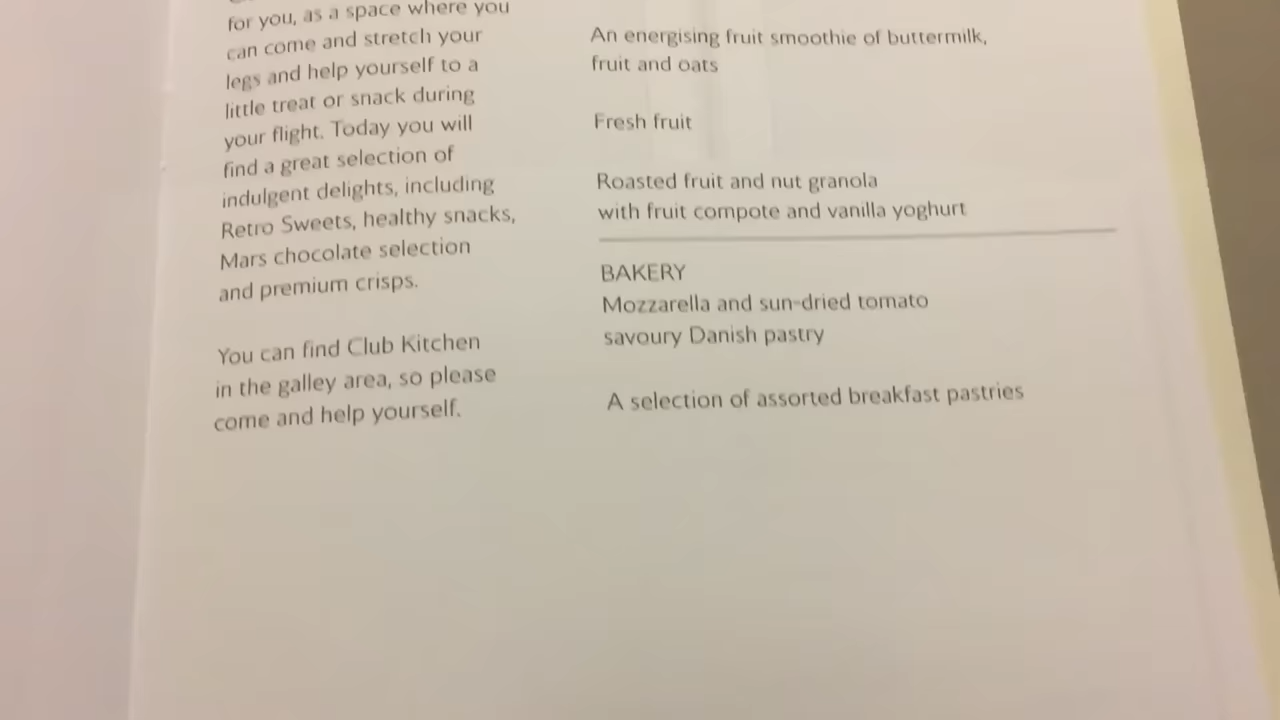 for you, as a space where you
can come and stretch your
legs and help yourself to a
little treat or snack during
your flight. Today you will
find a great selection of
indulgent delights, including
Retro Sweets, healthy snacks,
Mars chocolate selection
and premium crisps.
You can find Club Kitchen
in the galley area, so please
come and help yourself.
An energising fruit smoothie of buttermilk,
fruit and oats
Fresh fruit
Roasted fruit and nut granola
with fruit compote and vanilla yoghurt
BAKERY
Mozzarella and sun-dried tomato
savoury Danish pastry
A selection of assorted breakfast pastries